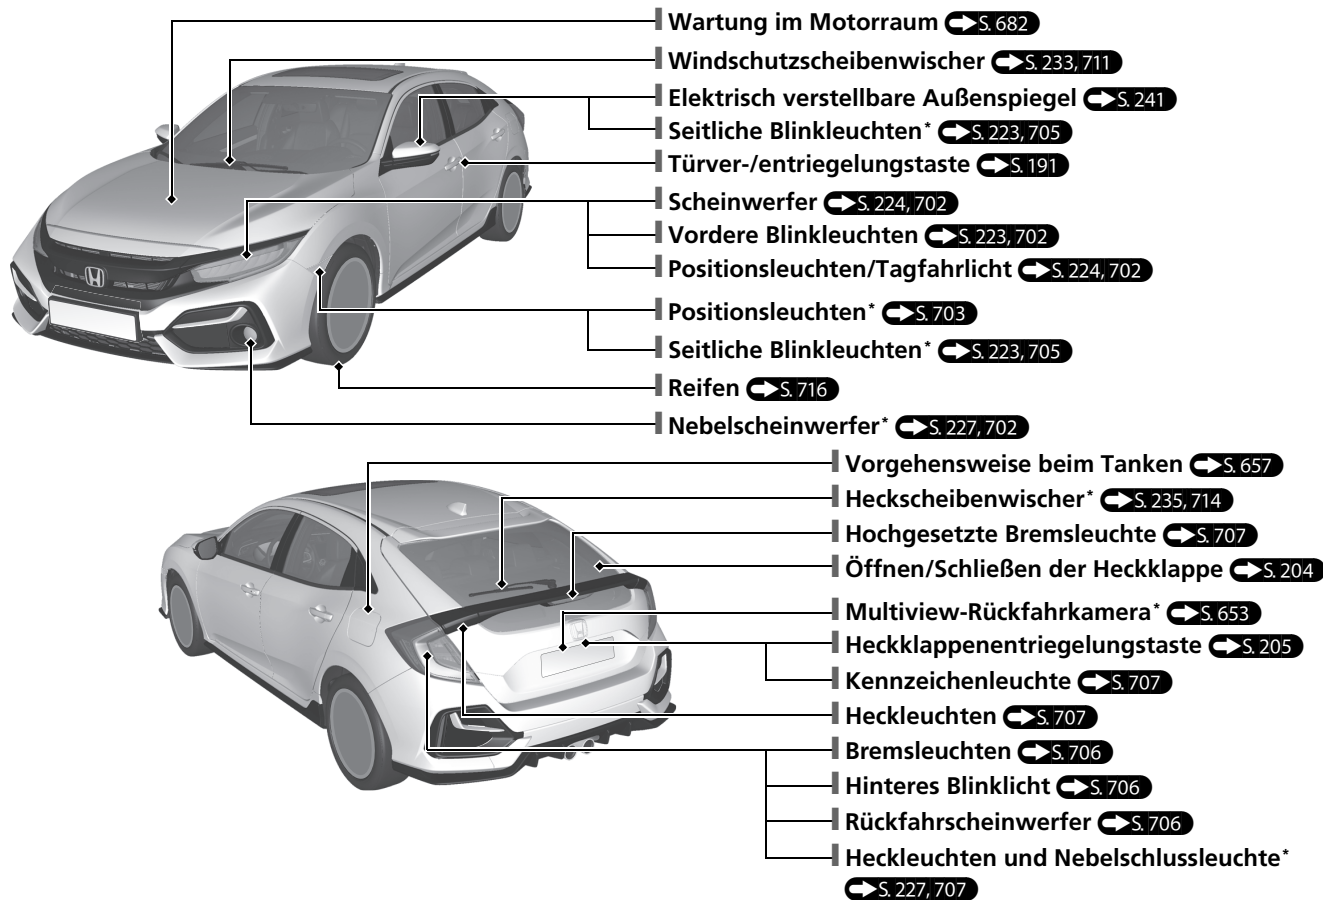 Wartung im Motorraum S. 682
Windschutzscheibenwischer S. 233, 711
Elektrisch verstellbare Außenspiegel S. 241
Seitliche Blinkleuchten* S. 223, 705
Türver-/entriegelungstaste S. 191
Scheinwerfer S. 224, 702
Vordere Blinkleuchten S. 223, 702
Positionsleuchten/Tagfahrlicht S. 224, 702
Positionsleuchten* S. 703
Seitliche Blinkleuchten* S. 223, 705
Reifen S. 716
Nebelscheinwerfer* S. 227, 702
Vorgehensweise beim Tanken S. 657
Heckscheibenwischer* S. 235, 714
Hochgesetzte Bremsleuchte S. 707
Öffnen/Schließen der Heckklappe S. 204
Multiview-Rückfahrkamera* S. 653
Heckklappenentriegelungstaste S. 205
Kennzeichenleuchte S. 707
Heckleuchten S. 707
Bremsleuchten S. 706
Hinteres Blinklicht S. 706
Rückfahrscheinwerfer S. 706
Heckleuchten und Nebelschlussleuchte*
S. 227, 707